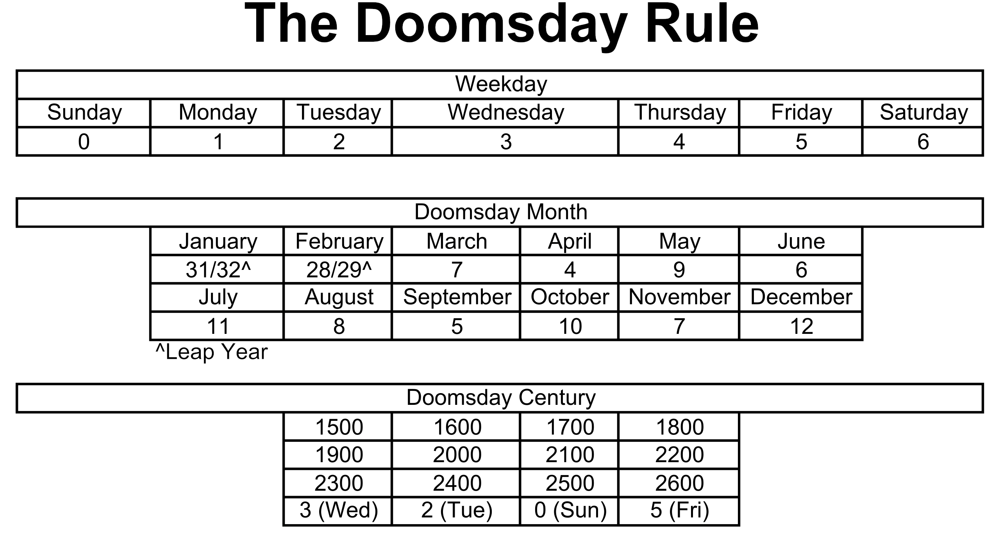 The Doomsday Rule
Weekday
Sunday Monday Tuesday Wednesday Thursday Friday Saturday
0 1 2 3 4 5 6
Doomsday Month
January February March April May June
31/32^ 28/29^ 7 4 9 6
July August September October November December
11 8 5 10 7 12
^Leap Year
Doomsday Century
1500 1600 1700 1800
1900 2000 2100 2200
2300 2400 2500 2600
3 (Wed) 2 (Tue) 0 (Sun) 5 (Fri)